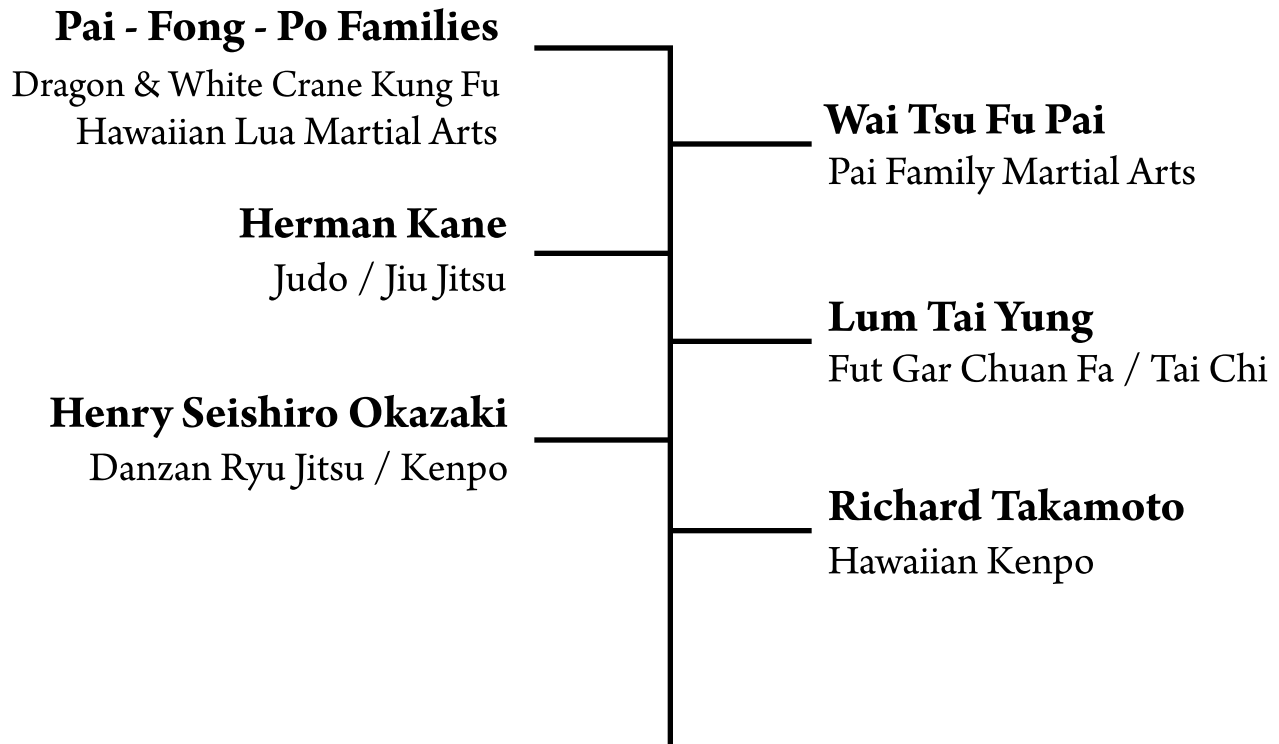 Pai - Fong - Po Families
Dragon & White Crane Kung Fu
Hawaiian Lua Martial Arts
Wai Tsu Fu Pai
Pai Family Martial Arts
Herman Kane
Judo / Jiu Jitsu
Lum Tai Yung
Fut Gar Chuan Fa / Tai Chi
Henry Seishiro Okazaki
Danzan Ryu Jitsu / Kenpo
Richard Takamoto
Hawaiian Kenpo